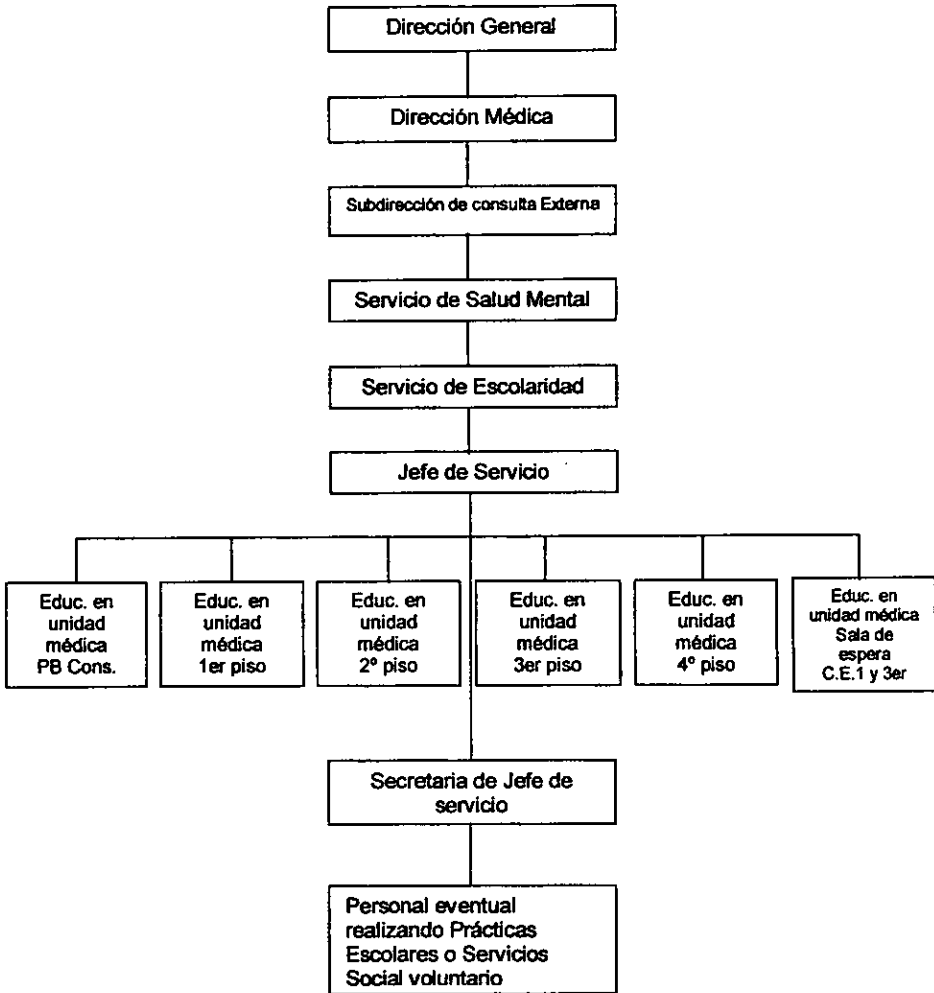 Dirección General
Dirección Médica
Subdirección de consulta Externa
Servicio de Salud Mental
Servicio de Escolaridad
Jefe de Servicio
Educ. en
unidad
médica
PB Cons.
Educ. en
unidad
médica
1er piso
Educ. en
unidad
médica
2º piso
Educ. en
unidad
médica
3er piso
Educ. en
unidad
médica
4º piso
Educ. en
unidad médica
Sala de
espera
C.E.1 y 3er
Secretaria de Jefe de
servicio
Personal eventual
realizando Prácticas
Escolares o Servicios
Social voluntario